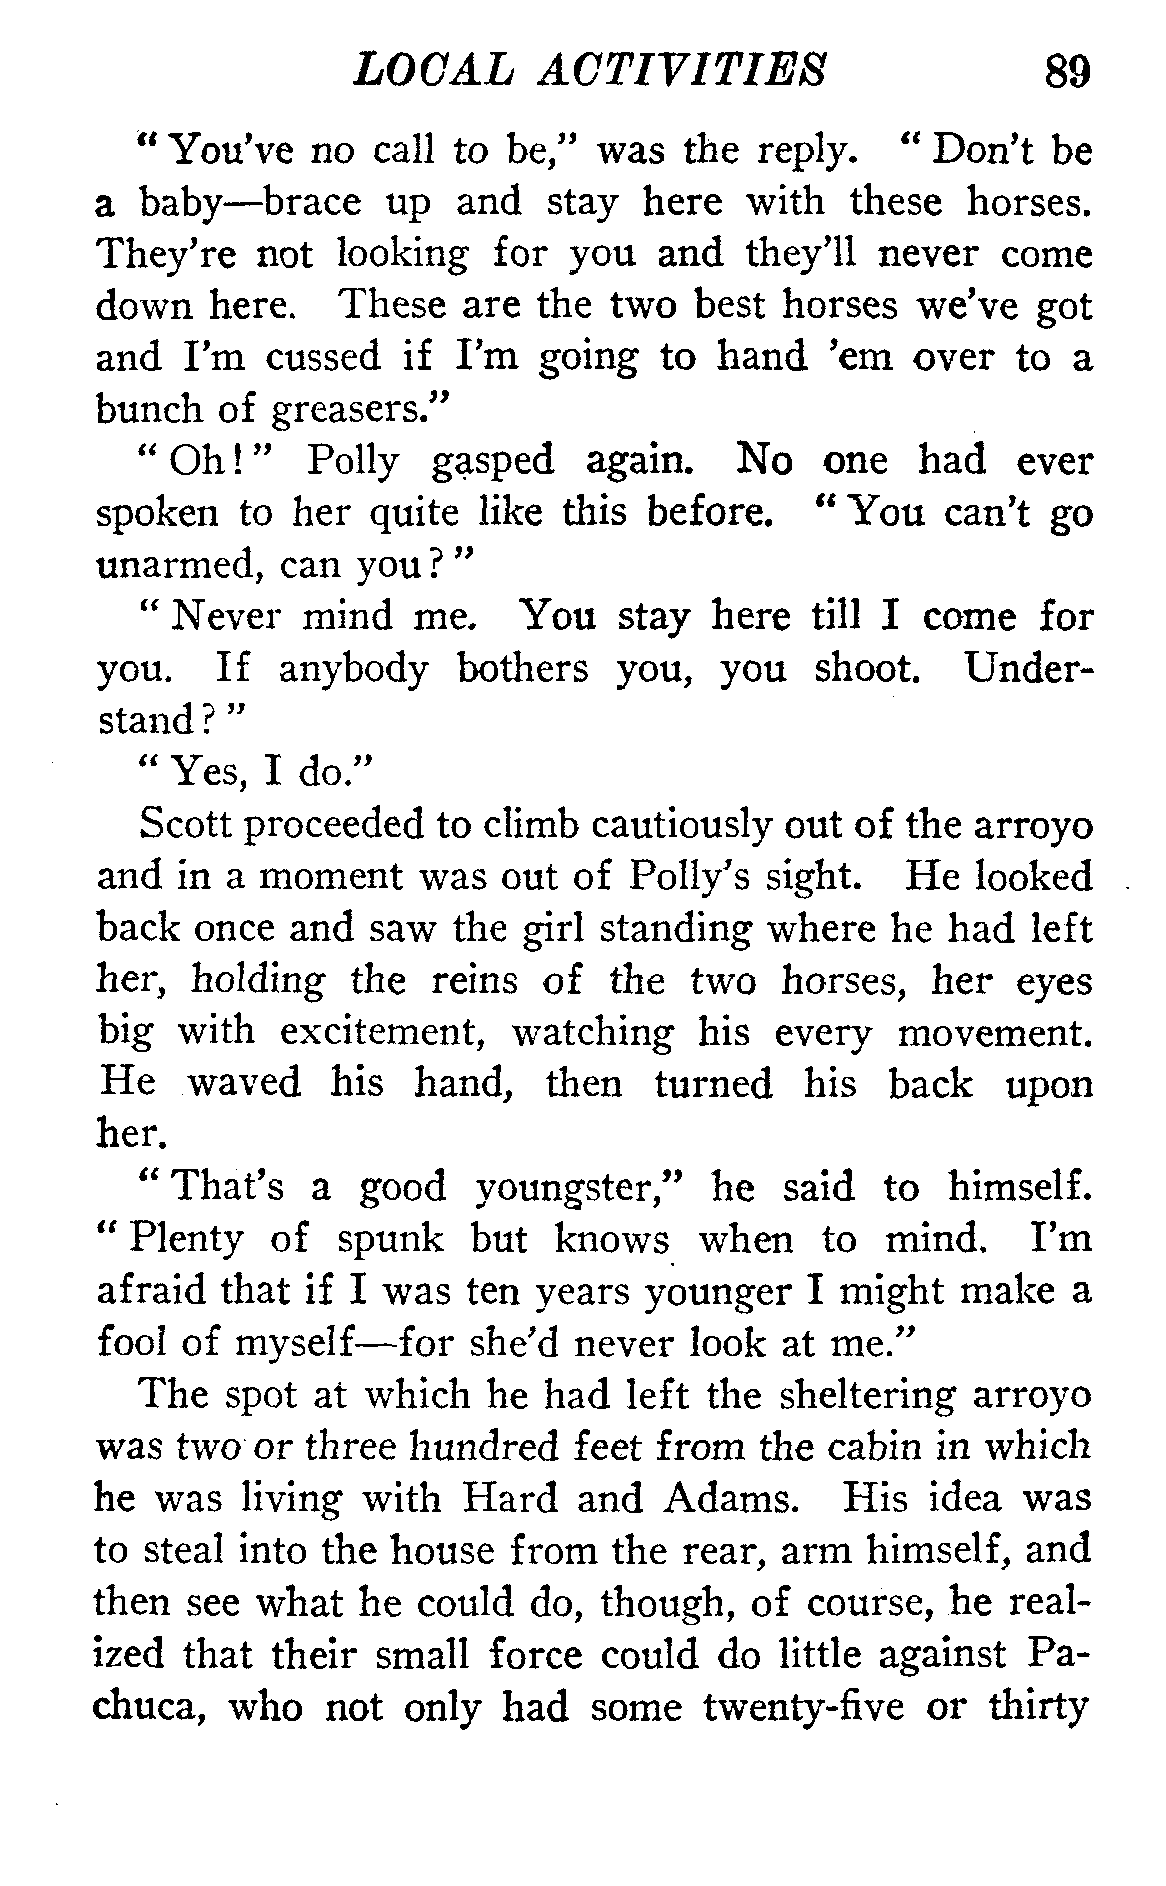 LOCAL ACTIVITIES 89
" You've no call to be," was the reply. " Don't be
a baby—brace up and stay here with these horses.
They're not looking for you and they'll never come
down here. These are the two best horses we've got
and I'm cussed if I'm going to hand 'em over to a
bunch of greasers."
" Oh! " Polly gasped again. No one had ever
spoken to her quite like this before. " You can't go
unarmed, can you? "
" Never mind me. You stay here till I come for
you. If anybody bothers you, you shoot. Under-
stand? "
" Yes, I do."
Scott proceeded to climb cautiously out of the arroyo
and in a moment was out of Polly's sight. He looked
back once and saw the girl standing where he had left
her, holding the reins of the two horses, her eyes
big with excitement, watching his every movement.
He waved his hand, then turned his back upon
her.
" That's a good youngster," he said to himself.
" Plenty of spunk but knows when to mind. I'm
afraid that if I was ten years younger I might make a
fool of myself—for she'd never look at me."
The spot at which he had left the sheltering arroyo
was two or three hundred feet from the cabin in which
he was living with Hard and Adams. His idea was
to steal into the house from the rear, arm himself, and
then see what he could do, though, of course, he real-
ized that their small force could do little against Pa-
chuca, who not only had some twenty-five or thirty